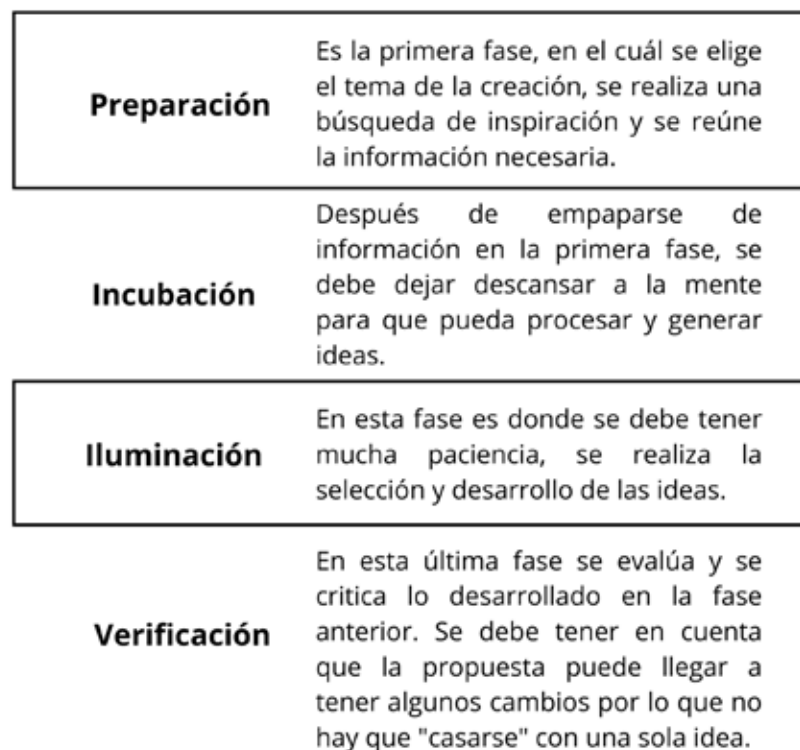 Preparación
Es la primera fase, en el cuál se elige
el tema de la creación, se realiza una
búsqueda de inspiración y se reúne
la información necesaria.
Incubación
Después de empaparse de
información en la primera fase, se
debe dejar descansar a la mente
para que pueda procesar y generar
ideas.
Iluminación
En esta fase es donde se debe tener
mucha paciencia, se realiza la
selección y desarrollo de las ideas.
Verificación
En esta última fase se evalúa y se
critica lo desarrollado en la fase
anterior. Se debe tener en cuenta
que la propuesta puede llegar a
tener algunos cambios por lo que no
hay que "casarse" con una sola idea.